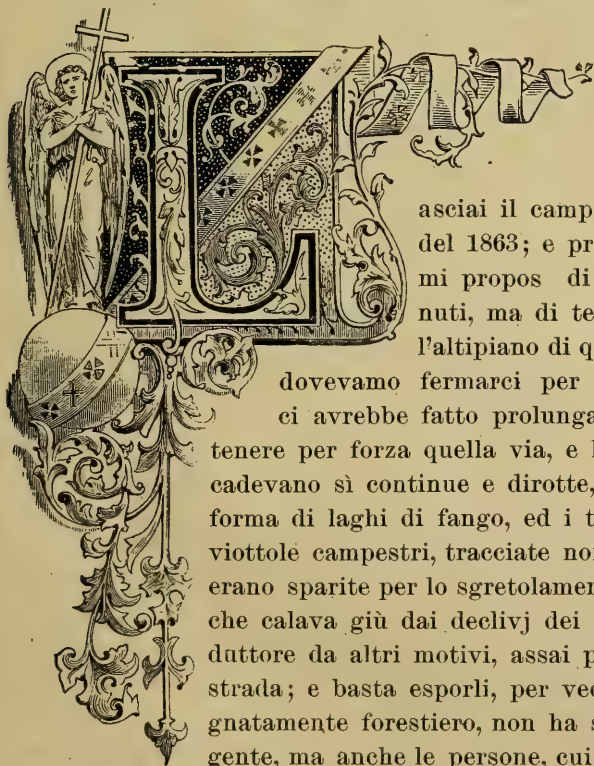 L
asciai il camp
del 1863; e pr
mi propos di
nuti, ma di te
l'altipiano di q
dovevamo fermarci per
ci avrebbe fatto prolunga
tenere per forza quella via, e l
cadevano sì continue e dirotte,
forma di laghi di fango, ed i t
viottole campestri, tracciate no
erano sparite per lo sgretolamen
che calava giù dai declivj dei
duttore da altri motivi, assai p
strada; e basta esporli, per ved
gnatamente forestiero, non ha s
gente, ma anche le persone, cui